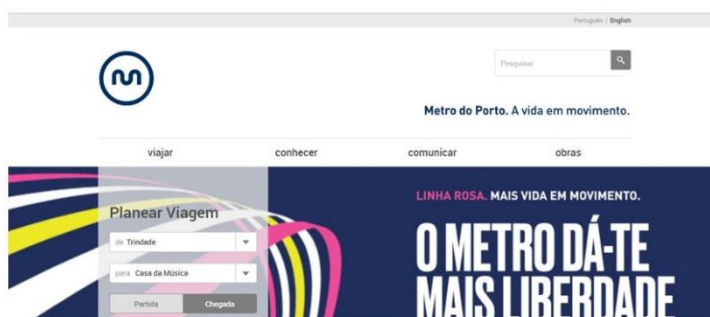 Português | English
Pesquisar
Metro do Porto. A vida em movimento.
viajar conhecer comunicar obras
LINHA ROSA. MAIS VIDA EM MOVIMENTO.
O METRO DÁ-TE
MAIS LIBERDADE
Planear Viagem
de Trindade
para Casa da Música
Partida Chegada